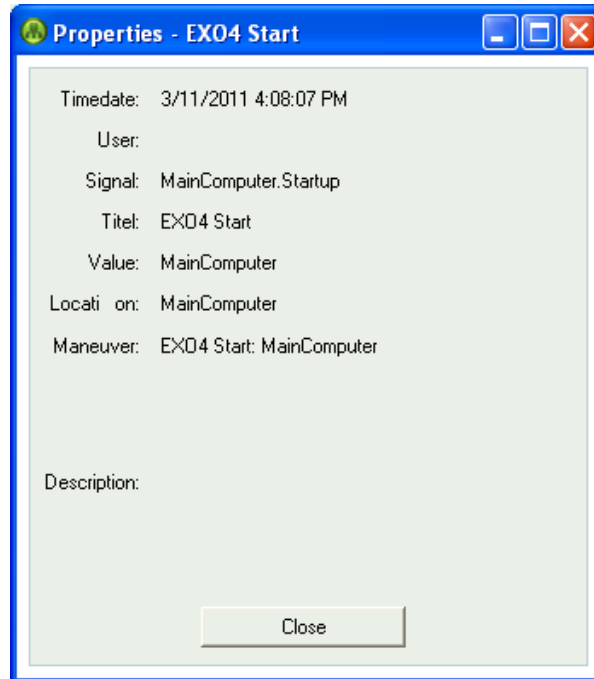 Properties - EXO4 Start
Timedate: 3/11/2011 4:08:07 PM
User:
Signal: MainComputer.Startup
Titel: EXO4 Start
Value: MainComputer
Locati on: MainComputer
Maneuver: EXO4 Start: MainComputer
Description:
Close